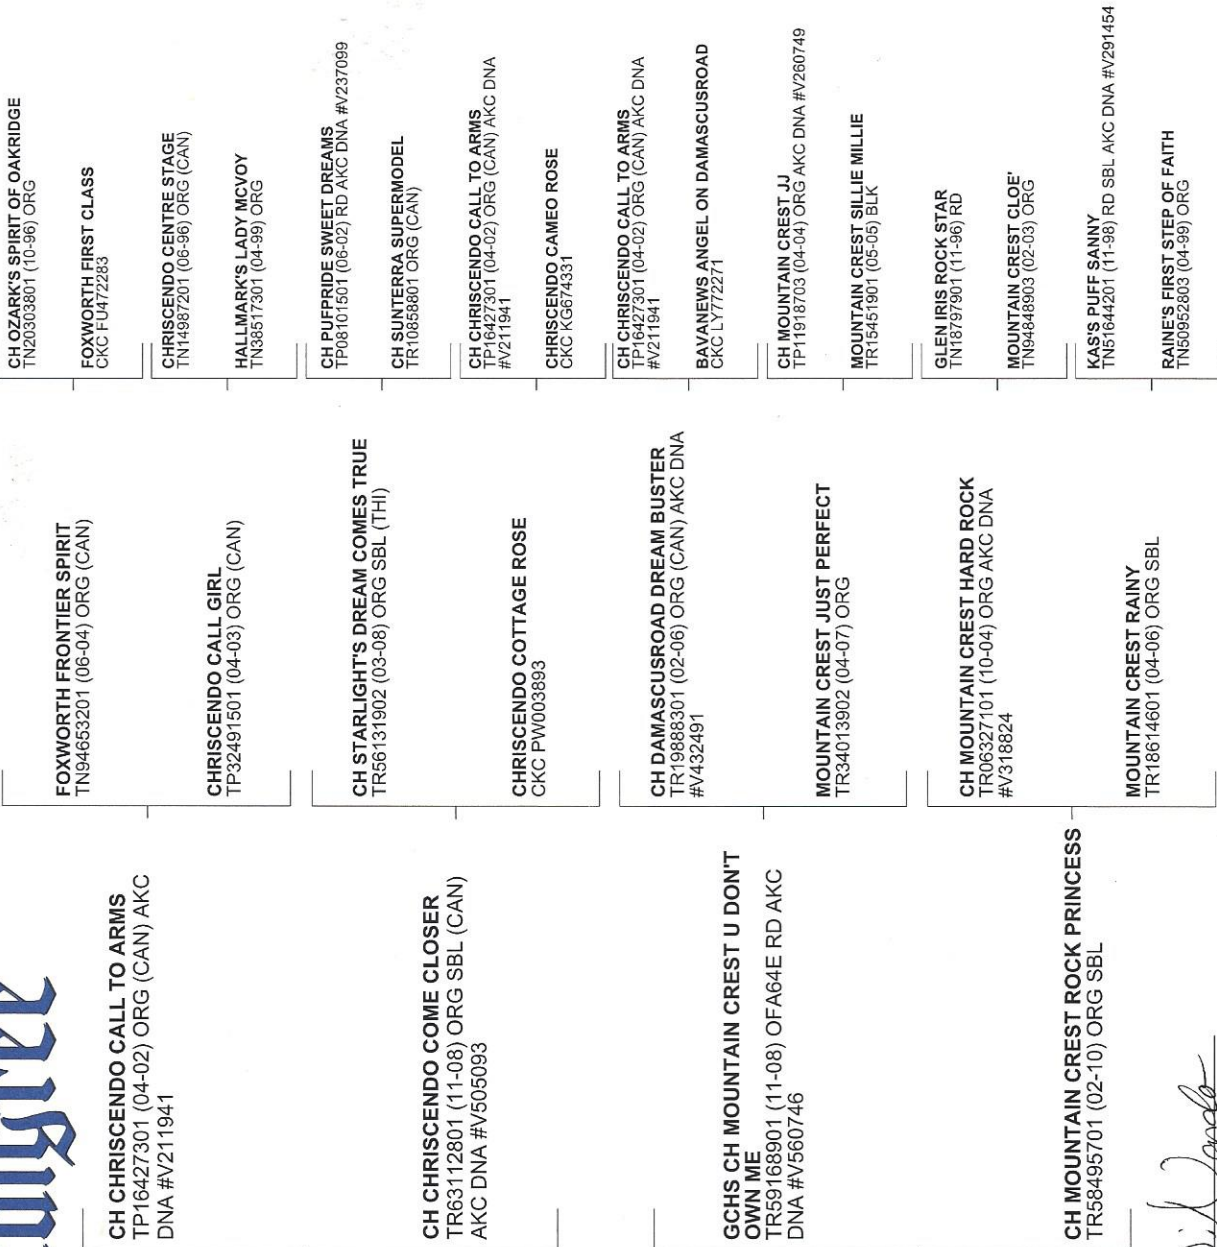 CH CHRISCENDO CALL TO ARMS
TP16427301 (04-02) ORG (CAN) AKC
DNA #V211941
CH CHRISCENDO COME CLOSER
TR63112801 (11-08) ORG SBL (CAN)
AKC DNA #V505093
GCHS CH MOUNTAIN CREST U DON'T
OWN ME
TR59168901 (11-08) OFA64E RD AKC
DNA #V560746
CH MOUNTAIN CREST ROCK PRINCESS
TR58495701 (02-10) ORG SBL
FOXWORTH FRONTIER SPIRIT
TN94653201 (06-04) ORG (CAN)
CHRISCENDO CALL GIRL
TP32491501 (04-03) ORG (CAN)
CH STARLIGHT'S DREAM COMES TRUE
TR56131902 (03-08) ORG SBL (THI)
CHRISCENDO COTTAGE ROSE
CKC PW003893
CH DAMASCUSROAD DREAM BUSTER
TR19888301 (02-06) ORG (CAN) AKC DNA
#V432491
MOUNTAIN CREST JUST PERFECT
TR34013902 (04-07) ORG
CH MOUNTAIN CREST HARD ROCK
TR06327101 (10-04) ORG AKC DNA
#V318824
MOUNTAIN CREST RAINY
TR18614601 (04-06) ORG SBL
CH OZARK'S SPIRIT OF OAKRIDGE
TN20303801 (10-96) ORG
FOXWORTH FIRST CLASS
CKC FU472283
CHRISCENDO CENTRE STAGE
TN14987201 (06-96) ORG (CAN)
HALLMARK'S LADY MCVOY
TN38517301 (04-99) ORG
CH PUFPRIDE SWEET DREAMS
TP08101501 (06-02) RD AKC DNA #V237099
CH SUNTERRA SUPERMODEL
TR10858801 ORG (CAN)
CH CHRISCENDO CALL TO ARMS
TP16427301 (04-02) ORG (CAN) AKC DNA
#V211941
CHRISCENDO CAMEO ROSE
CKC KG674331
CH CHRISCENDO CALL TO ARMS
TP16427301 (04-02) ORG (CAN) AKC DNA
#V211941
BAVANEWS ANGEL ON DAMASCUSROAD
CKC LY772271
CH MOUNTAIN CREST JJ
TP11918703 (04-04) ORG AKC DNA #V260749
MOUNTAIN CREST SILLIE MILLIE
TR15451901 (05-05) BLK
GLEN IRIS ROCK STAR
TN18797901 (11-96) RD
MOUNTAIN CREST CLOE'
TN94848903 (02-03) ORG
KAS'S PUFF SANNY
TN51644201 (11-98) RD SBL AKC DNA #V291454
RAINE'S FIRST STEP OF FAITH
TN50952803 (04-99) ORG